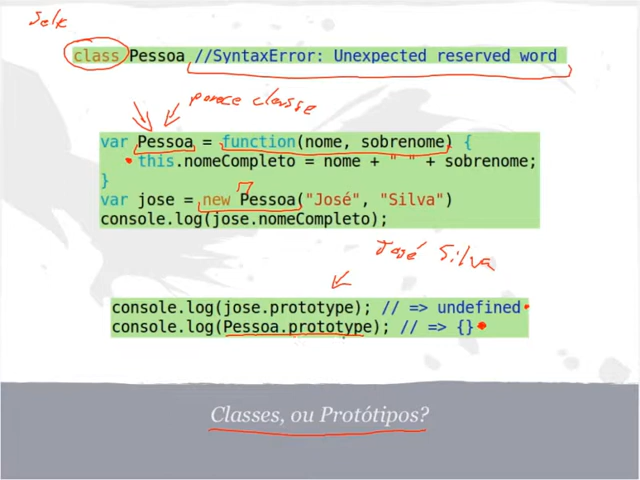 class Pessoa //SyntaxError: Unexpected reserved word
parece classe
var Pessoa = function(nome, sobrenome) {
this.nomeCompleto = nome + " " + sobrenome;
}
var jose = new Pessoa("José", "Silva")
console.log(jose.nomeCompleto);
José Silva
console.log(jose.prototype); // => undefined
console.log(Pessoa.prototype); // => {}
Classes, ou Protótipos?